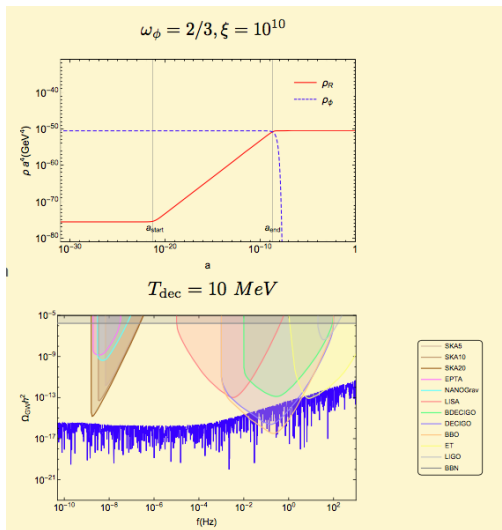 ω_ϕ = 2/3, ξ = 10^10
ρ_R
ρ_ϕ
ρ a^4(GeV^4)
10^-40
10^-50
10^-60
10^-70
10^-80
a_start
a_end
10^-30
10^-20
10^-10
1
a
T_dec = 10 MeV
Ω_GW h^2
10^-5
10^-9
10^-13
10^-17
10^-21
10^-10
10^-8
10^-6
10^-4
10^-2
10^0
10^2
f(Hz)
SKA5
SKA10
SKA20
EPTA
NANOGrav
LISA
BDECIGO
DECIGO
BBO
ET
LIGO
BBN